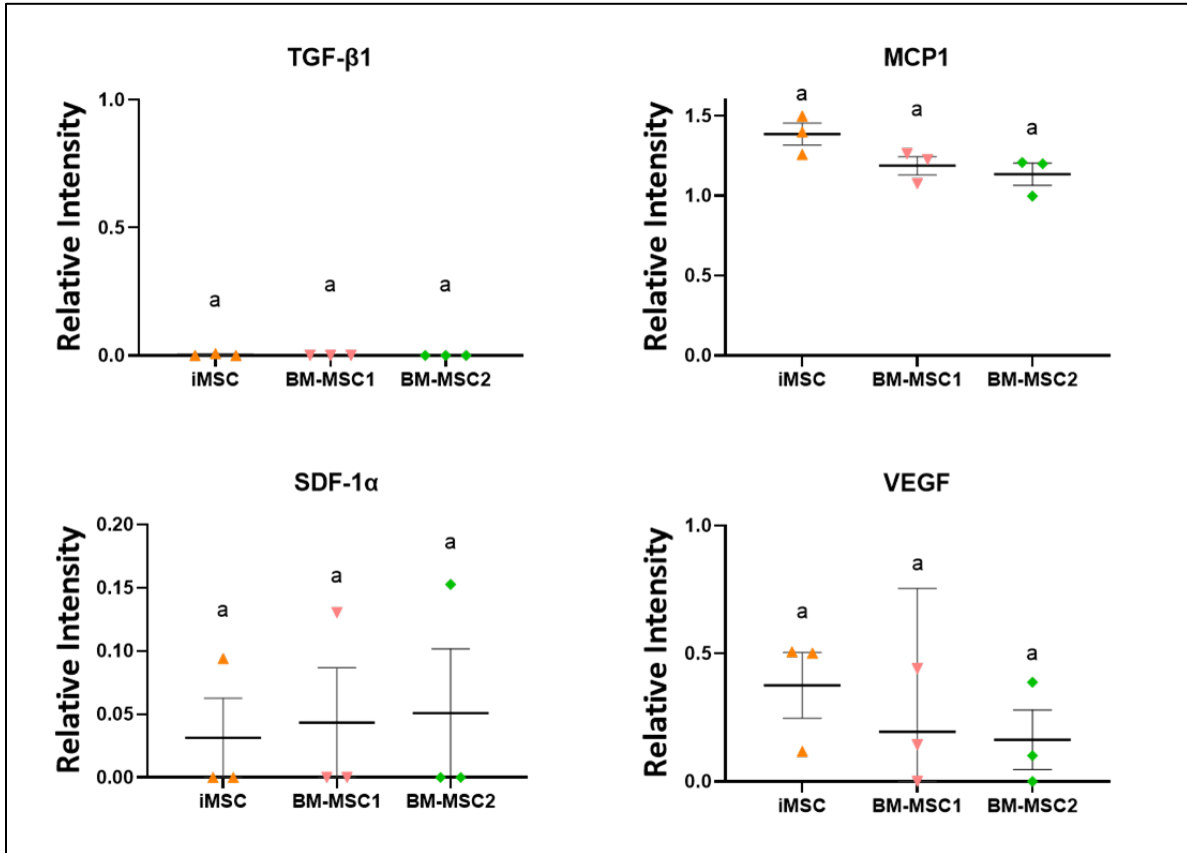 TGF-β1
Relative Intensity
1.0
0.5
0.0
a a a
iMSC BM-MSC1 BM-MSC2
MCP1
Relative Intensity
1.5
1.0
0.5
0.0
a a a
iMSC BM-MSC1 BM-MSC2
SDF-1α
Relative Intensity
0.20
0.15
0.10
0.05
0.00
a a a
iMSC BM-MSC1 BM-MSC2
VEGF
Relative Intensity
1.0
0.5
0.0
a a a
iMSC BM-MSC1 BM-MSC2